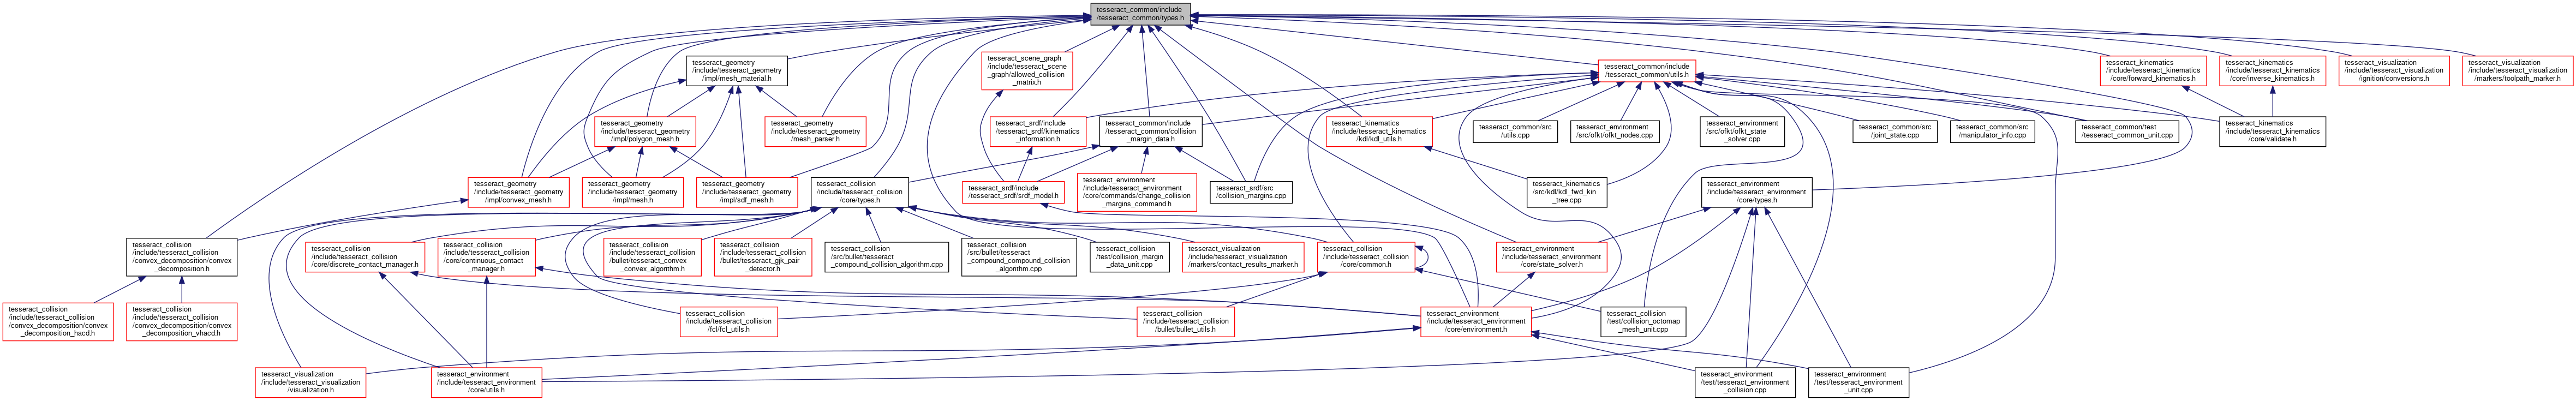 tesseract_common/include
/tesseract_common/types.h
tesseract_geometry
/include/tesseract_geometry
/impl/mesh_material.h
tesseract_scene_graph
/include/tesseract_scene
_graph/allowed_collision
_matrix.h
tesseract_common/include
/tesseract_common/utils.h
tesseract_kinematics
/include/tesseract_kinematics
/core/forward_kinematics.h
tesseract_kinematics
/include/tesseract_kinematics
/core/inverse_kinematics.h
tesseract_visualization
/include/tesseract_visualization
/ignition/conversions.h
tesseract_visualization
/include/tesseract_visualization
/markers/toolpath_marker.h
tesseract_geometry
/include/tesseract_geometry
/impl/polygon_mesh.h
tesseract_geometry
/include/tesseract_geometry
/mesh_parser.h
tesseract_srdf/include
/tesseract_srdf/kinematics
_information.h
tesseract_common/include
/tesseract_common/collision
_margin_data.h
tesseract_kinematics
/include/tesseract_kinematics
/kdl/kdl_utils.h
tesseract_common/src
/utils.cpp
tesseract_environment
/src/ofkt/ofkt_nodes.cpp
tesseract_environment
/src/ofkt/ofkt_state
_solver.cpp
tesseract_common/src
/joint_state.cpp
tesseract_common/src
/manipulator_info.cpp
tesseract_common/test
/tesseract_common_unit.cpp
tesseract_kinematics
/include/tesseract_kinematics
/core/validate.h
tesseract_geometry
/include/tesseract_geometry
/impl/convex_mesh.h
tesseract_geometry
/include/tesseract_geometry
/impl/mesh.h
tesseract_geometry
/include/tesseract_geometry
/impl/sdf_mesh.h
tesseract_collision
/include/tesseract_collision
/core/types.h
tesseract_srdf/include
/tesseract_srdf/srdf_model.h
tesseract_environment
/include/tesseract_environment
/core/commands/change_collision
_margins_command.h
tesseract_srdf/src
/collision_margins.cpp
tesseract_kinematics
/src/kdl/kdl_fwd_kin
_tree.cpp
tesseract_environment
/include/tesseract_environment
/core/types.h
tesseract_collision
/include/tesseract_collision
/convex_decomposition/convex
_decomposition.h
tesseract_collision
/include/tesseract_collision
/core/discrete_contact_manager.h
tesseract_collision
/include/tesseract_collision
/core/continuous_contact
_manager.h
tesseract_collision
/include/tesseract_collision
/bullet/tesseract_convex
_convex_algorithm.h
tesseract_collision
/include/tesseract_collision
/bullet/tesseract_gjk_pair
_detector.h
tesseract_collision
/src/bullet/tesseract
_compound_collision_algorithm.cpp
tesseract_collision
/src/bullet/tesseract
_compound_compound_collision
_algorithm.cpp
tesseract_collision
/test/collision_margin
_data_unit.cpp
tesseract_visualization
/include/tesseract_visualization
/markers/contact_results_marker.h
tesseract_collision
/include/tesseract_collision
/core/common.h
tesseract_environment
/include/tesseract_environment
/core/state_solver.h
tesseract_collision
/include/tesseract_collision
/convex_decomposition/convex
_decomposition_hacd.h
tesseract_collision
/include/tesseract_collision
/convex_decomposition/convex
_decomposition_vhacd.h
tesseract_collision
/include/tesseract_collision
/fcl/fcl_utils.h
tesseract_collision
/include/tesseract_collision
/bullet/bullet_utils.h
tesseract_environment
/include/tesseract_environment
/core/environment.h
tesseract_collision
/test/collision_octomap
_mesh_unit.cpp
tesseract_visualization
/include/tesseract_visualization
/visualization.h
tesseract_environment
/include/tesseract_environment
/core/utils.h
tesseract_environment
/test/tesseract_environment
_collision.cpp
tesseract_environment
/test/tesseract_environment
_unit.cpp